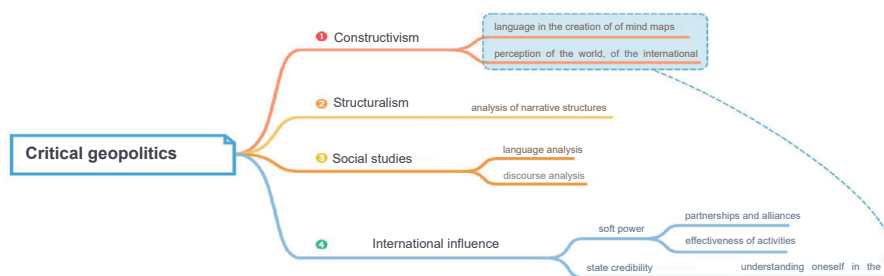 Critical geopolitics
1 Constructivism
language in the creation of of mind maps
perception of the world, of the international
2 Structuralism
analysis of narrative structures
3 Social studies
language analysis
discourse analysis
4 International influence
soft power
partnerships and alliances
effectiveness of activities
state credibility
understanding oneself in the